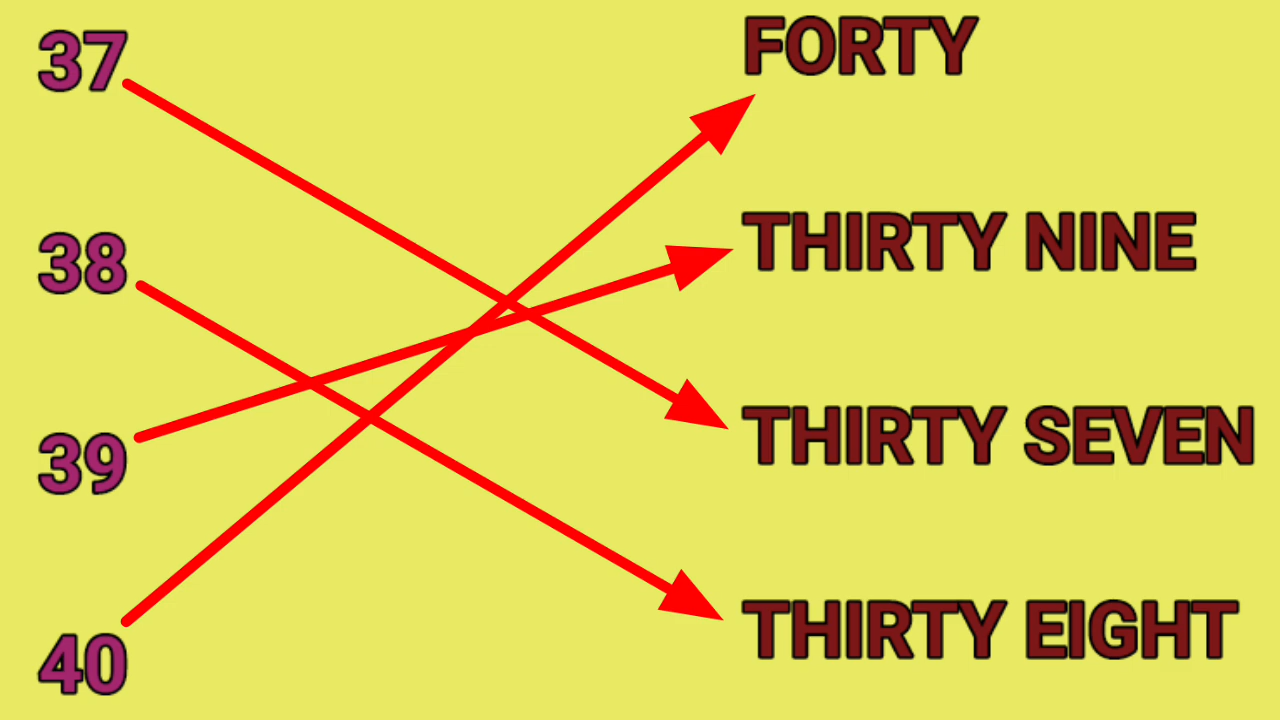 37
FORTY
38
THIRTY NINE
39
THIRTY SEVEN
40
THIRTY EIGHT